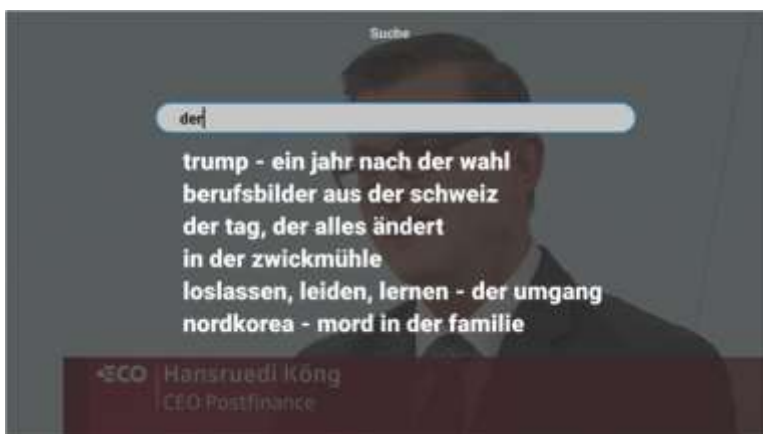 Suche
der
trump - ein jahr nach der wahl
berufsbilder aus der schweiz
der tag, der alles ändert
in der zwickmühle
loslassen, leiden, lernen - der umgang
nordkorea - mord in der familie
ECO Hansruedi Köng
CEO Postfinance